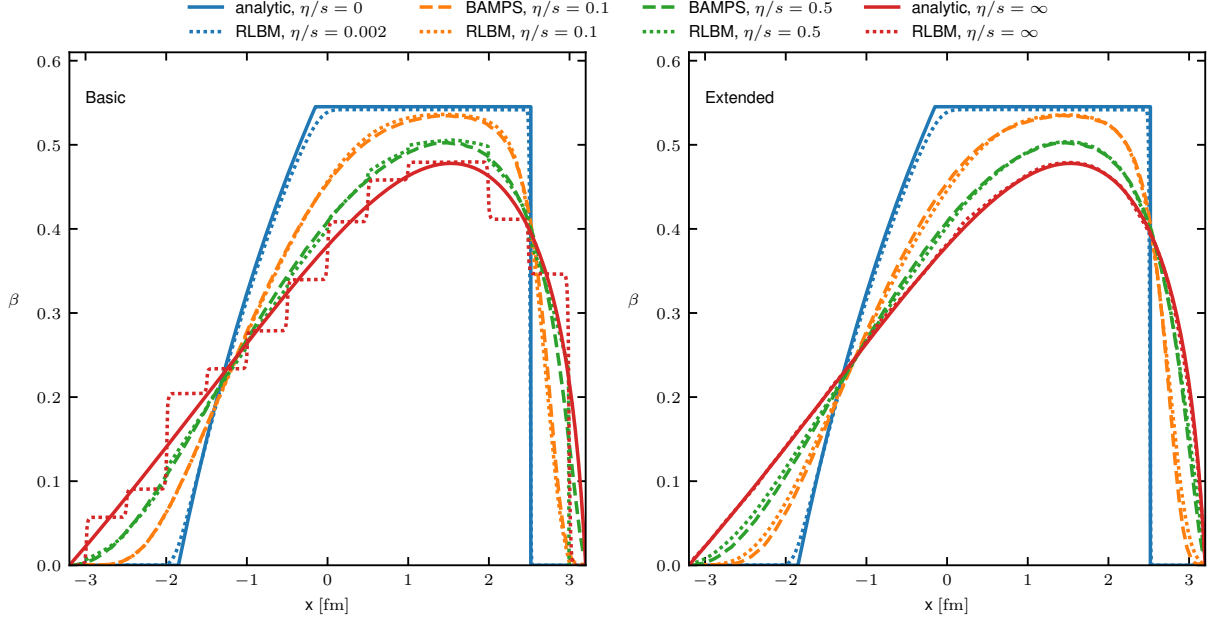 analytic, η/s = 0
BAMPS, η/s = 0.1
BAMPS, η/s = 0.5
analytic, η/s = ∞
RLBM, η/s = 0.002
RLBM, η/s = 0.1
RLBM, η/s = 0.5
RLBM, η/s = ∞
Basic
0.6
0.5
0.4
0.3
0.2
0.1
0.0
β
−3 −2 −1 0 1 2 3
x [fm]
Extended
0.6
0.5
0.4
0.3
0.2
0.1
0.0
β
−3 −2 −1 0 1 2 3
x [fm]